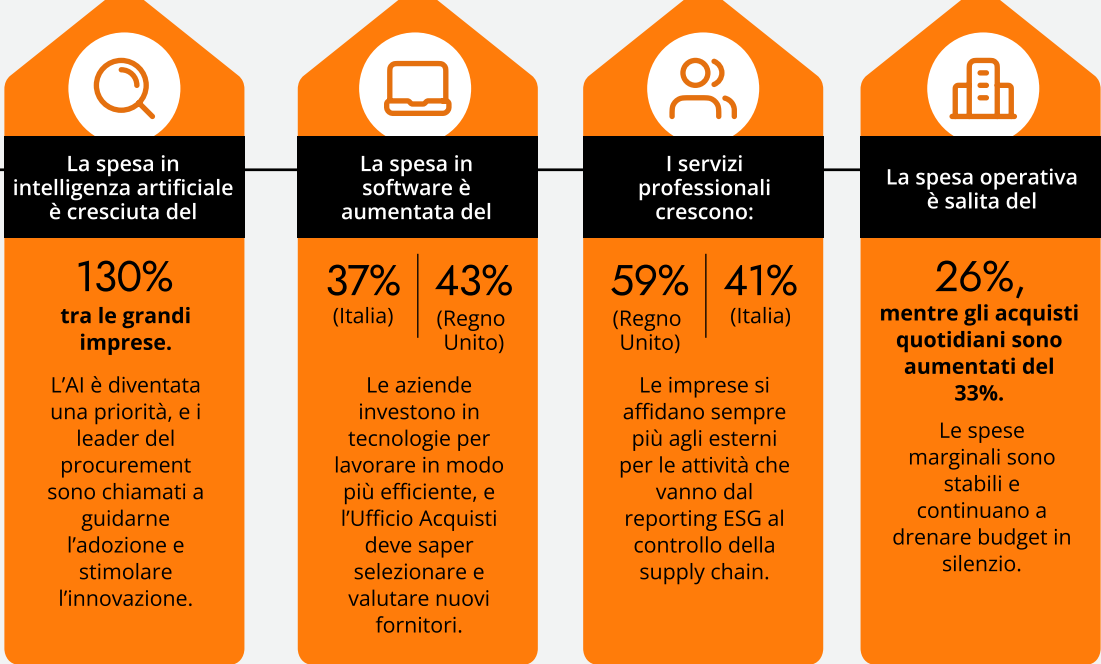 La spesa in
intelligenza artificiale
è cresciuta del
130%
tra le grandi
imprese.
L'AI è diventata
una priorità, e i
leader del
procurement
sono chiamati a
guidarne
l'adozione e
stimolare
l'innovazione.
La spesa in
software è
aumentata del
37%
(Italia)
43%
(Regno
Unito)
Le aziende
investono in
tecnologie per
lavorare in modo
più efficiente, e
l'Ufficio Acquisti
deve saper
selezionare e
valutare nuovi
fornitori.
I servizi
professionali
crescono:
59%
(Regno
Unito)
41%
(Italia)
Le imprese si
affidano sempre
più agli esterni
per le attività che
vanno dal
reporting ESG al
controllo della
supply chain.
La spesa operativa
è salita del
26%,
mentre gli acquisti
quotidiani sono
aumentati del
33%.
Le spese
marginali sono
stabili e
continuano a
drenare budget in
silenzio.